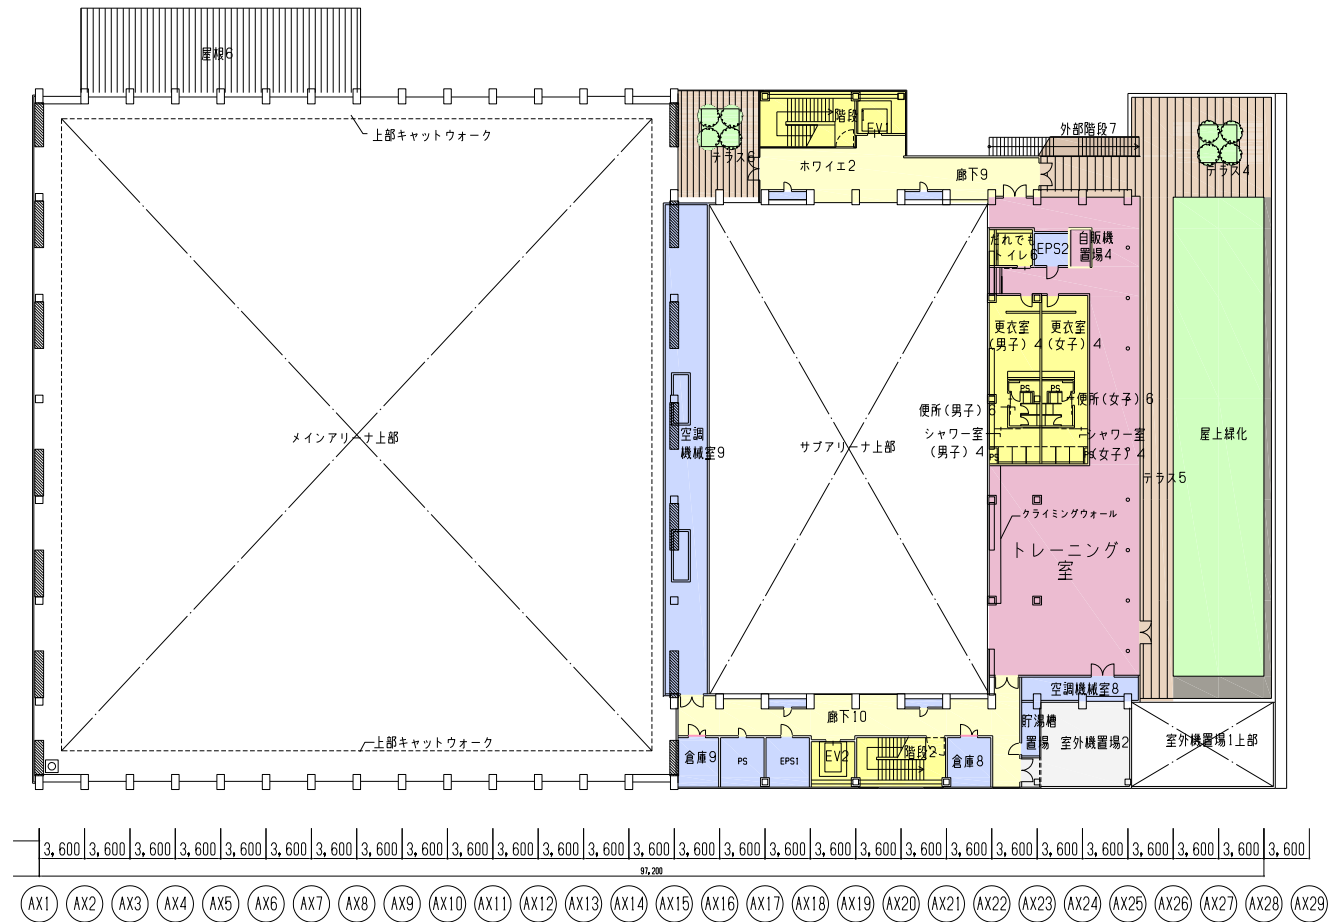 屋根6
上部キャットウォーク
階段1
EV1
外部階段7
テラス6
ホワイエ2
廊下9
テラス4
だれでも
トイレ6
EPS2
自販機
置場4
更衣室
(男子)4
更衣室
(女子)4
PS
PS
便所(男子)6
便所(女子)6
シャワー室
(男子)4
シャワー室
(女子)4
PS
PS
メインアリーナ上部
空調
機械室9
サブアリーナ上部
屋上緑化
テラス5
クライミングウォール
トレーニング
室
空調機械室8
上部キャットウォーク
廊下10
貯湯槽
置場
室外機置場2
室外機置場1上部
倉庫9
PS
EPS1
EV2
階段2
倉庫8
3,600 3,600 3,600 3,600 3,600 3,600 3,600 3,600 3,600 3,600 3,600 3,600 3,600 3,600 3,600 3,600 3,600 3,600 3,600 3,600 3,600 3,600 3,600 3,600 3,600 3,600 3,600 3,600
97,200
AX1 AX2 AX3 AX4 AX5 AX6 AX7 AX8 AX9 AX10 AX11 AX12 AX13 AX14 AX15 AX16 AX17 AX18 AX19 AX20 AX21 AX22 AX23 AX24 AX25 AX26 AX27 AX28 AX29